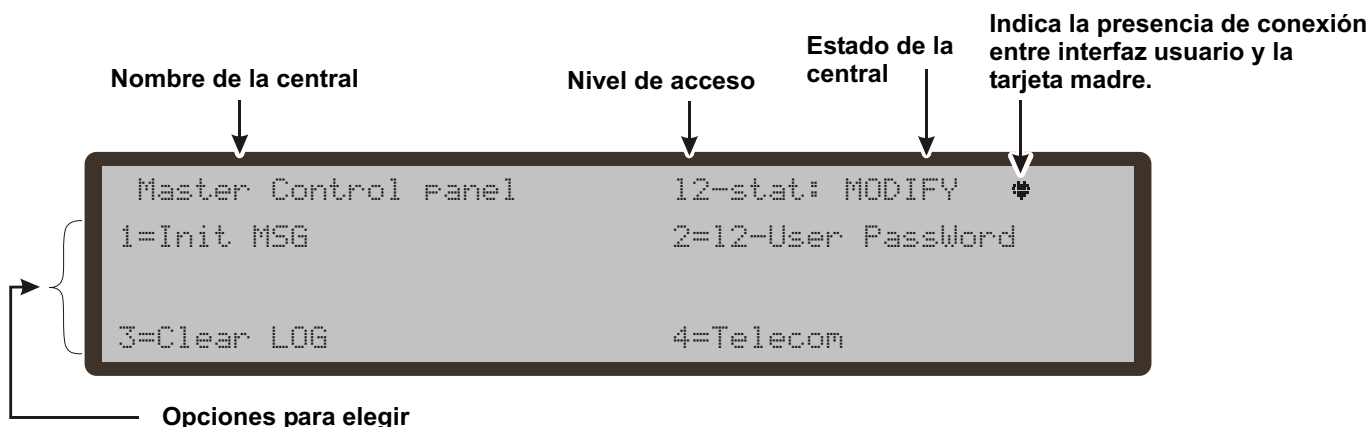 Indica la presencia de conexión
entre interfaz usuario y la
tarjeta madre.
Estado de la
central
Nombre de la central
Nivel de acceso
Master Control panel l2-stat: MODIFY
1=Init MSG 2=l2-User PassWord
3=Clear LOG 4=Telecom
Opciones para elegir